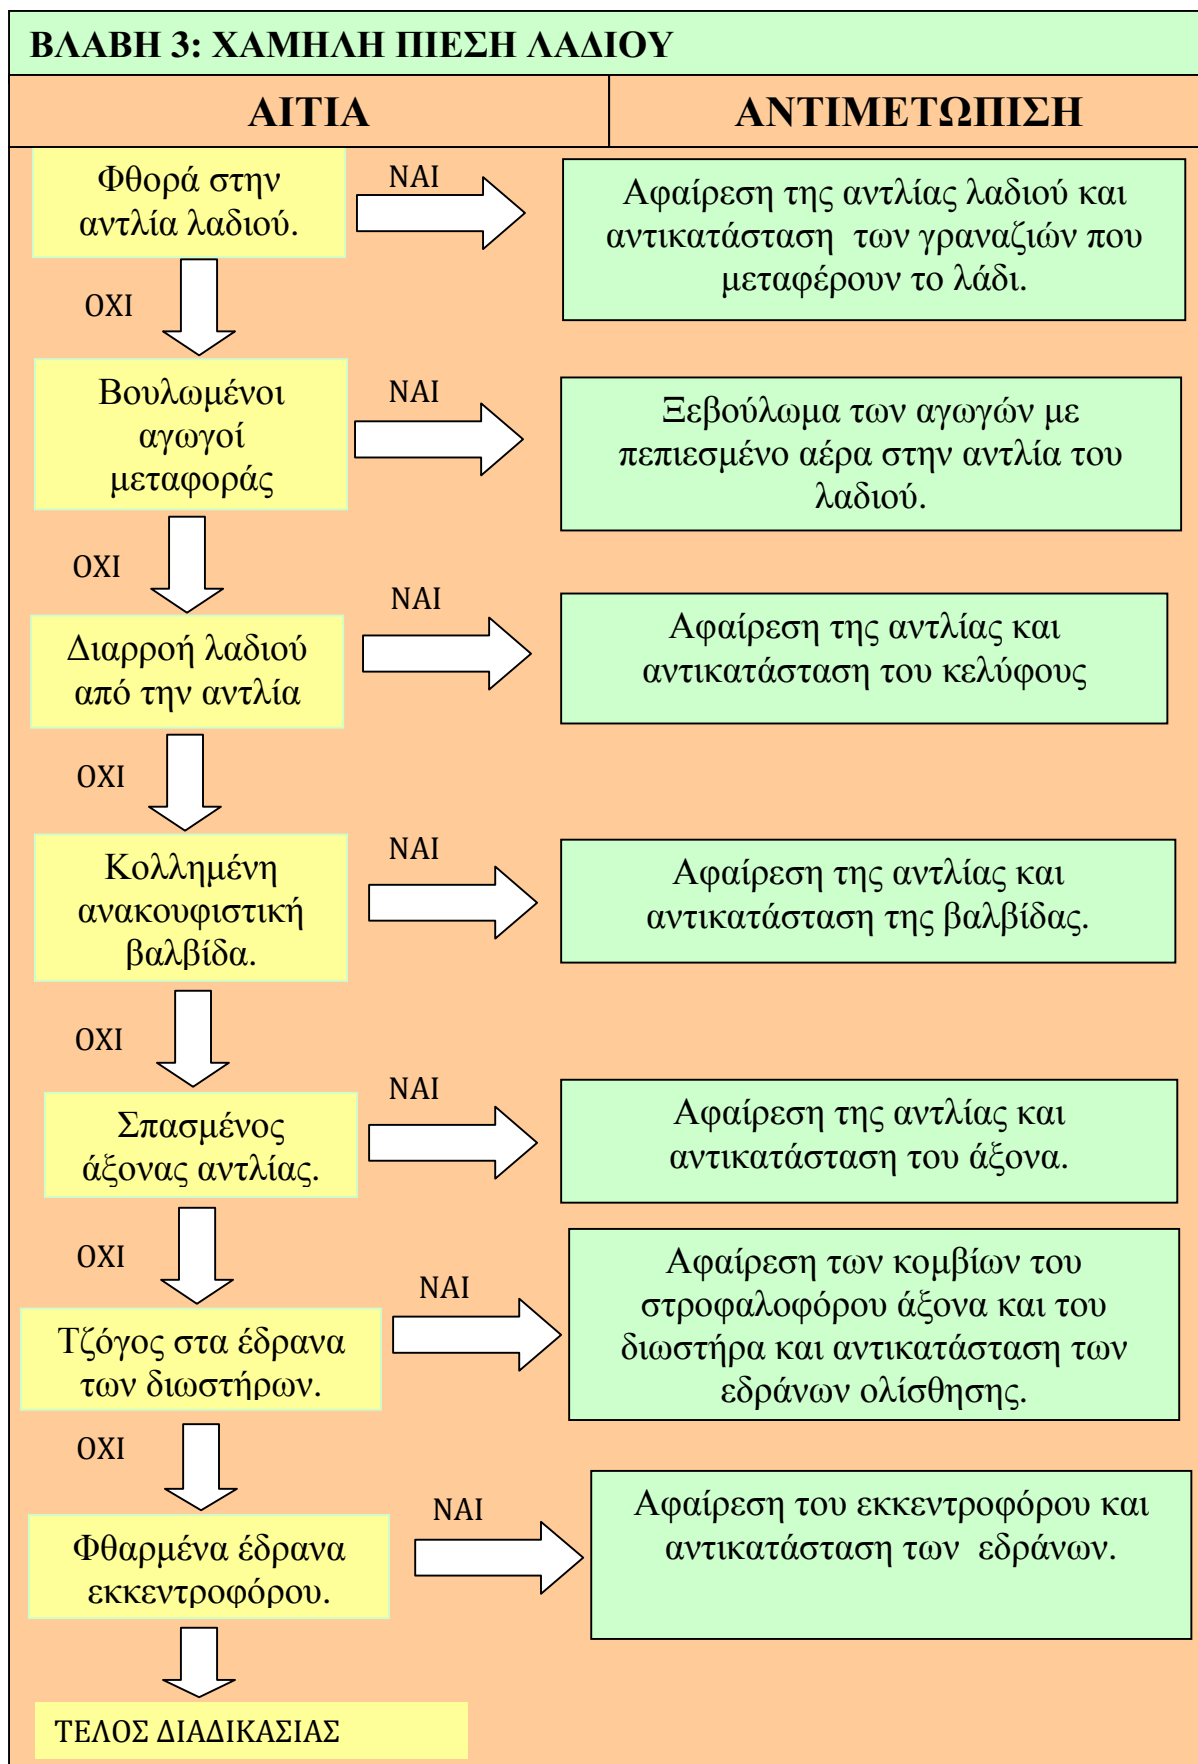 ΒΛΑΒΗ 3: ΧΑΜΗΛΗ ΠΙΕΣΗ ΛΑΔΙΟΥ
ΑΙΤΙΑ
ΑΝΤΙΜΕΤΩΠΙΣΗ
Φθορά στην
αντλία λαδιού.
ΝΑΙ
Αφαίρεση της αντλίας λαδιού και
αντικατάσταση των γραναζιών που
μεταφέρουν το λάδι.
ΟΧΙ
Βουλωμένοι
αγωγοί
μεταφοράς
ΝΑΙ
Ξεβούλωμα των αγωγών με
πεπιεσμένο αέρα στην αντλία του
λαδιού.
ΟΧΙ
Διαρροή λαδιού
από την αντλία
ΝΑΙ
Αφαίρεση της αντλίας και
αντικατάσταση του κελύφους
ΟΧΙ
Κολλημένη
ανακουφιστική
βαλβίδα.
ΝΑΙ
Αφαίρεση της αντλίας και
αντικατάσταση της βαλβίδας.
ΟΧΙ
Σπασμένος
άξονας αντλίας.
ΝΑΙ
Αφαίρεση της αντλίας και
αντικατάσταση του άξονα.
ΟΧΙ
Τζόγος στα έδρανα
των διωστήρων.
ΝΑΙ
Αφαίρεση των κομβίων του
στροφαλοφόρου άξονα και του
διωστήρα και αντικατάσταση των
εδράνων ολίσθησης.
ΟΧΙ
Φθαρμένα έδρανα
εκκεντροφόρου.
ΝΑΙ
Αφαίρεση του εκκεντροφόρου και
αντικατάσταση των εδράνων.
ΤΕΛΟΣ ΔΙΑΔΙΚΑΣΙΑΣ